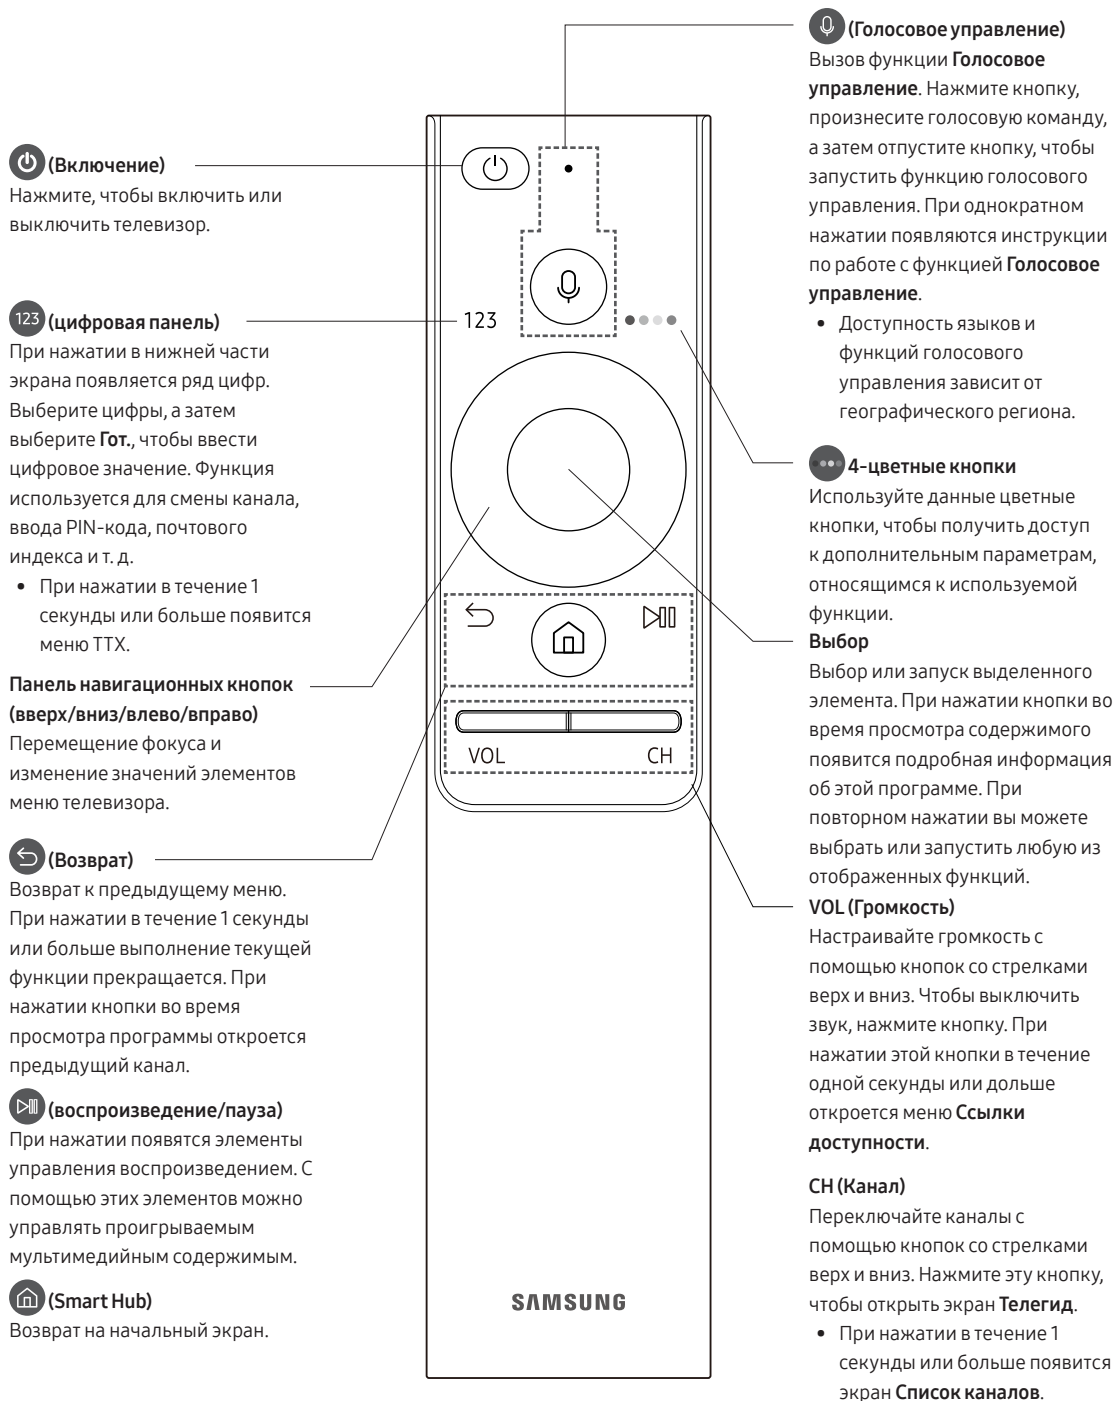 (Включение)
Нажмите, чтобы включить или
выключить телевизор.
123 (цифровая панель)
При нажатии в нижней части
экрана появляется ряд цифр.
Выберите цифры, а затем
выберите Гот., чтобы ввести
цифровое значение. Функция
используется для смены канала,
ввода PIN-кода, почтового
индекса и т. д.
• При нажатии в течение 1
секунды или больше появится
меню TTX.
Панель навигационных кнопок
(вверх/вниз/влево/вправо)
Перемещение фокуса и
изменение значений элементов
меню телевизора.
(Возврат)
Возврат к предыдущему меню.
При нажатии в течение 1 секунды
или больше выполнение текущей
функции прекращается. При
нажатии кнопки во время
просмотра программы откроется
предыдущий канал.
(воспроизведение/пауза)
При нажатии появятся элементы
управления воспроизведением. С
помощью этих элементов можно
управлять проигрываемым
мультимедийным содержимым.
(Smart Hub)
Возврат на начальный экран.
123
VOL CH
SAMSUNG
(Голосовое управление)
Вызов функции Голосовое
управление. Нажмите кнопку,
произнесите голосовую команду,
а затем отпустите кнопку, чтобы
запустить функцию голосового
управления. При однократном
нажатии появляются инструкции
по работе с функцией Голосовое
управление.
• Доступность языков и
функций голосового
управления зависит от
географического региона.
4-цветные кнопки
Используйте данные цветные
кнопки, чтобы получить доступ
к дополнительным параметрам,
относящимся к используемой
функции.
Выбор
Выбор или запуск выделенного
элемента. При нажатии кнопки во
время просмотра содержимого
появится подробная информация
об этой программе. При
повторном нажатии вы можете
выбрать или запустить любую из
отображенных функций.
VOL (Громкость)
Настраивайте громкость с
помощью кнопок со стрелками
верх и вниз. Чтобы выключить
звук, нажмите кнопку. При
нажатии этой кнопки в течение
одной секунды или дольше
откроется меню Ссылки
доступности.
CH (Канал)
Переключайте каналы с
помощью кнопок со стрелками
верх и вниз. Нажмите эту кнопку,
чтобы открыть экран Телегид.
• При нажатии в течение 1
секунды или больше появится
экран Список каналов.